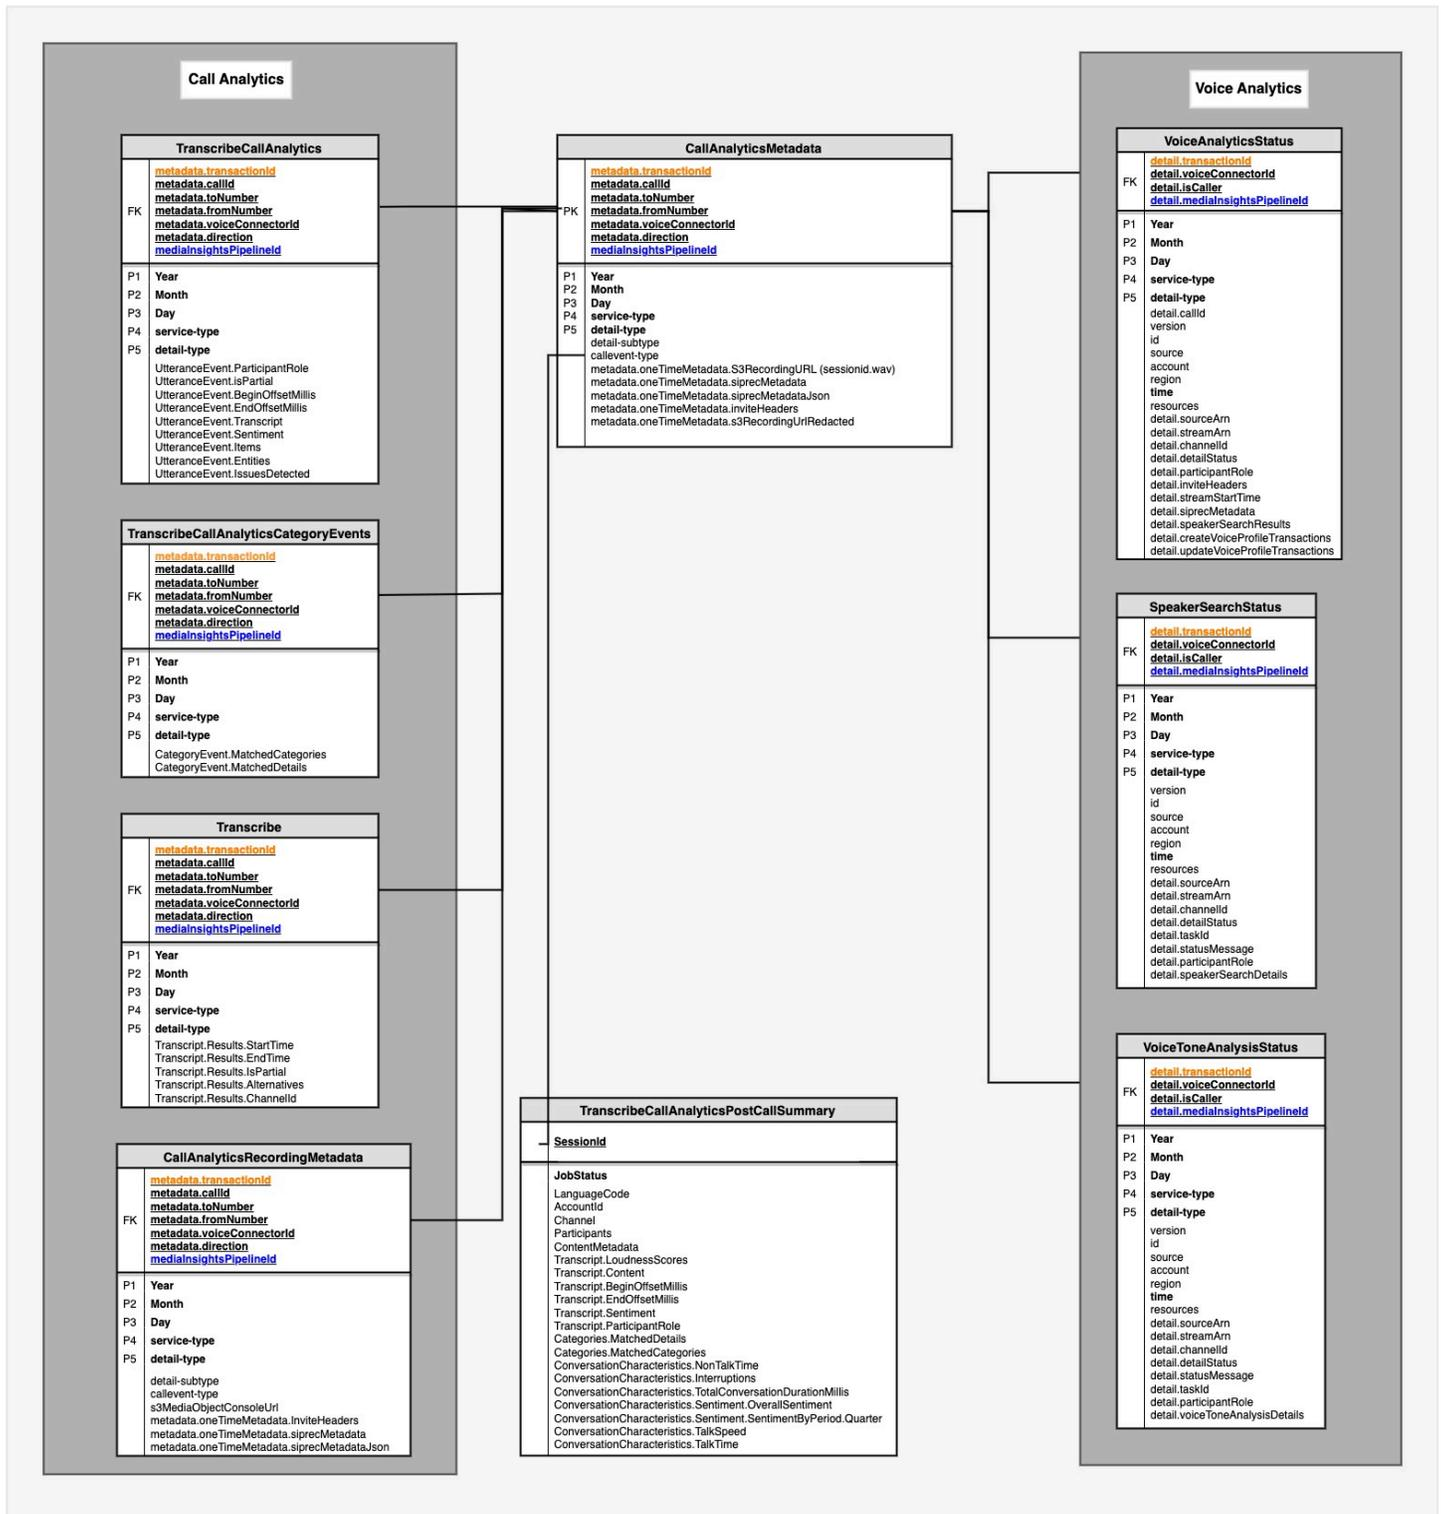 Call Analytics
TranscribeCallAnalytics
FK
metadata.transactionId
metadata.callId
metadata.toNumber
metadata.fromNumber
metadata.voiceConnectorId
metadata.direction
mediaInsightsPipelineId
P1 Year
P2 Month
P3 Day
P4 service-type
P5 detail-type
UtteranceEvent.ParticipantRole
UtteranceEvent.isPartial
UtteranceEvent.BeginOffsetMillis
UtteranceEvent.EndOffsetMillis
UtteranceEvent.Transcript
UtteranceEvent.Sentiment
UtteranceEvent.Items
UtteranceEvent.Entities
UtteranceEvent.IssuesDetected
TranscribeCallAnalyticsCategoryEvents
FK
metadata.transactionId
metadata.callId
metadata.toNumber
metadata.fromNumber
metadata.voiceConnectorId
metadata.direction
mediaInsightsPipelineId
P1 Year
P2 Month
P3 Day
P4 service-type
P5 detail-type
CategoryEvent.MatchedCategories
CategoryEvent.MatchedDetails
Transcribe
FK
metadata.transactionId
metadata.callId
metadata.toNumber
metadata.fromNumber
metadata.voiceConnectorId
metadata.direction
mediaInsightsPipelineId
P1 Year
P2 Month
P3 Day
P4 service-type
P5 detail-type
Transcript.Results.StartTime
Transcript.Results.EndTime
Transcript.Results.IsPartial
Transcript.Results.Alternatives
Transcript.Results.ChannelId
CallAnalyticsRecordingMetadata
FK
metadata.transactionId
metadata.callId
metadata.toNumber
metadata.fromNumber
metadata.voiceConnectorId
metadata.direction
mediaInsightsPipelineId
P1 Year
P2 Month
P3 Day
P4 service-type
P5 detail-type
detail-subtype
callevent-type
s3MediaObjectConsoleUrl
metadata.oneTimeMetadata.InviteHeaders
metadata.oneTimeMetadata.siprecMetadata
metadata.oneTimeMetadata.siprecMetadataJson
CallAnalyticsMetadata
PK
metadata.transactionId
metadata.callId
metadata.toNumber
metadata.fromNumber
metadata.voiceConnectorId
metadata.direction
mediaInsightsPipelineId
P1 Year
P2 Month
P3 Day
P4 service-type
P5 detail-type
detail-subtype
callevent-type
metadata.oneTimeMetadata.S3RecordingURL (sessionid.wav)
metadata.oneTimeMetadata.siprecMetadata
metadata.oneTimeMetadata.siprecMetadataJson
metadata.oneTimeMetadata.inviteHeaders
metadata.oneTimeMetadata.s3RecordingUrlRedacted
TranscribeCallAnalyticsPostCallSummary
SessionId
JobStatus
LanguageCode
AccountId
Channel
Participants
ContentMetadata
Transcript.LoudnessScores
Transcript.Content
Transcript.BeginOffsetMillis
Transcript.EndOffsetMillis
Transcript.Sentiment
Transcript.ParticipantRole
Categories.MatchedDetails
Categories.MatchedCategories
ConversationCharacteristics.NonTalkTime
ConversationCharacteristics.Interruptions
ConversationCharacteristics.TotalConversationDurationMillis
ConversationCharacteristics.Sentiment.OverallSentiment
ConversationCharacteristics.Sentiment.SentimentByPeriod.Quarter
ConversationCharacteristics.TalkSpeed
ConversationCharacteristics.TalkTime
Voice Analytics
VoiceAnalyticsStatus
FK
detail.transactionId
detail.voiceConnectorId
detail.isCaller
detail.mediaInsightsPipelineId
P1 Year
P2 Month
P3 Day
P4 service-type
P5 detail-type
detail.callId
version
id
source
account
region
time
resources
detail.sourceArn
detail.streamArn
detail.channelId
detail.detailStatus
detail.participantRole
detail.inviteHeaders
detail.streamStartTime
detail.siprecMetadata
detail.speakerSearchResults
detail.createVoiceProfileTransactions
detail.updateVoiceProfileTransactions
SpeakerSearchStatus
FK
detail.transactionId
detail.voiceConnectorId
detail.isCaller
detail.mediaInsightsPipelineId
P1 Year
P2 Month
P3 Day
P4 service-type
P5 detail-type
version
id
source
account
region
time
resources
detail.sourceArn
detail.streamArn
detail.channelId
detail.detailStatus
detail.taskId
detail.statusMessage
detail.participantRole
detail.speakerSearchDetails
VoiceToneAnalysisStatus
FK
detail.transactionId
detail.voiceConnectorId
detail.isCaller
detail.mediaInsightsPipelineId
P1 Year
P2 Month
P3 Day
P4 service-type
P5 detail-type
version
id
source
account
region
time
resources
detail.sourceArn
detail.streamArn
detail.channelId
detail.detailStatus
detail.statusMessage
detail.taskId
detail.participantRole
detail.voiceToneAnalysisDetails